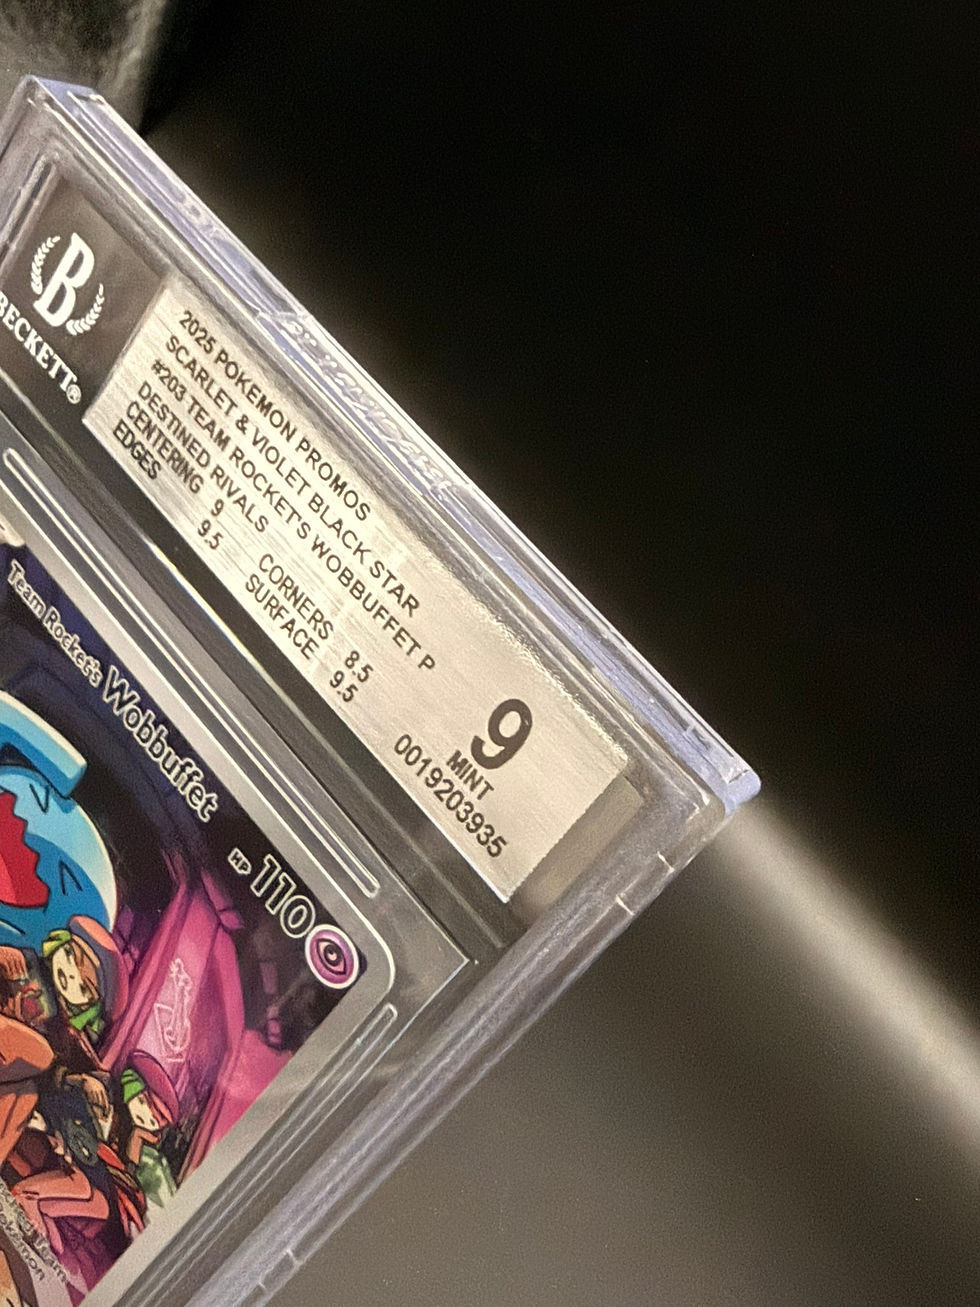 B
BECKETT®
2025 POKEMON PROMOS
SCARLET & VIOLET BLACK STAR
#203 TEAM ROCKET'S WOBBUFFET P
DESTINED RIVALS
CENTERING 9 CORNERS 8.5
EDGES 9.5 SURFACE 9.5
9
MINT
0019203935
Team Rocket's Wobbuffet
HP 110